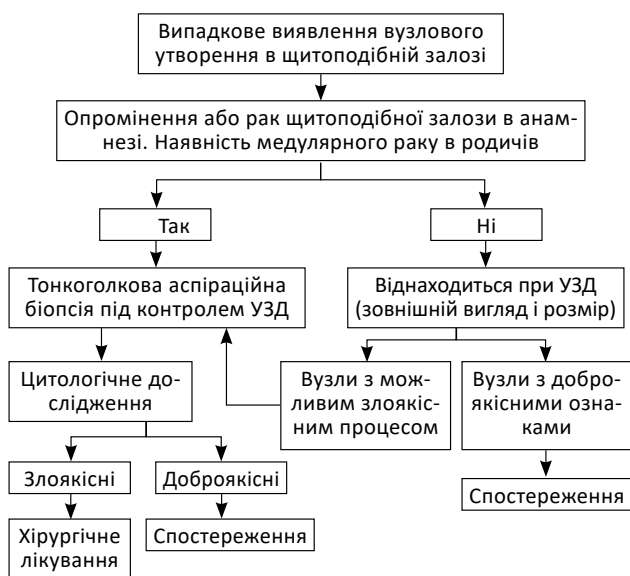 Випадкове виявлення вузлового
утворення в щитоподібній залозі
Опромінення або рак щитоподібної залози в анам-
незі. Наявність медулярного раку в родичів
Так
Ні
Тонкоголкова аспіраційна
біопсія під контролем УЗД
Віднаходиться при УЗД
(зовнішній вигляд і розмір)
Цитологічне до-
слідження
Вузли з мож-
ливим злоякіс-
ним процесом
Вузли з добро-
якісними озна-
ками
Злоякісні
Доброякісні
Спостереження
Хірургічне
лікування
Спостереження